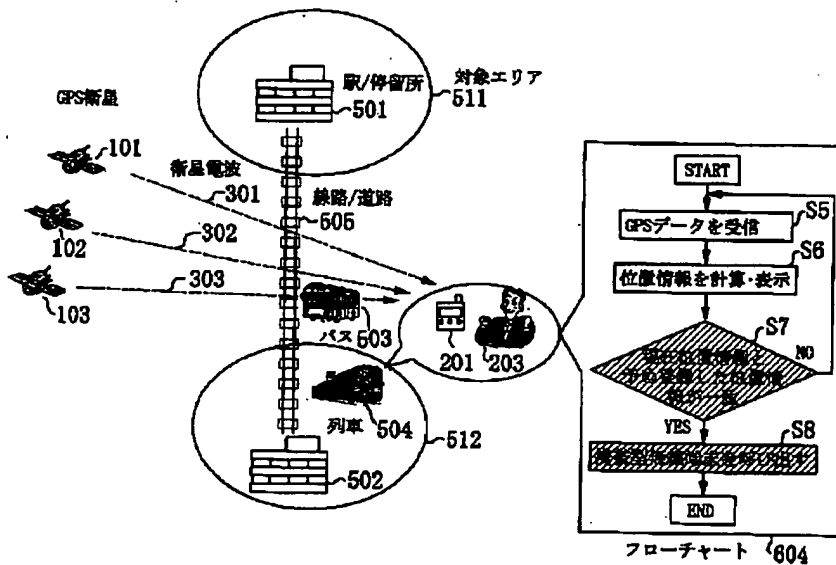 GPS衛星
101
102
103
衛星電波
301
302
303
駅/停留所
501
対象エリア
511
線路/道路
505
バス
503
列車
504
512
502
201
203
START
GPSデータを受信
S5
位置情報を計算・表示
S6
S7
NO
YES
S8
END
フローチャート
604